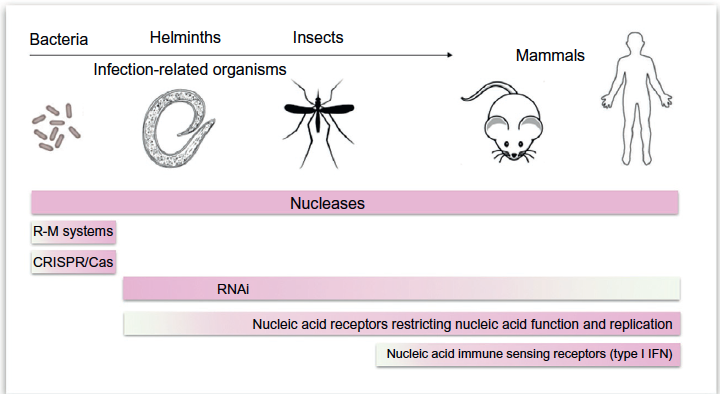 Bacteria
Helminths
Insects
Mammals
Infection-related organisms
Nucleases
R-M systems
CRISPR/Cas
RNAi
Nucleic acid receptors restricting nucleic acid function and replication
Nucleic acid immune sensing receptors (type I IFN)